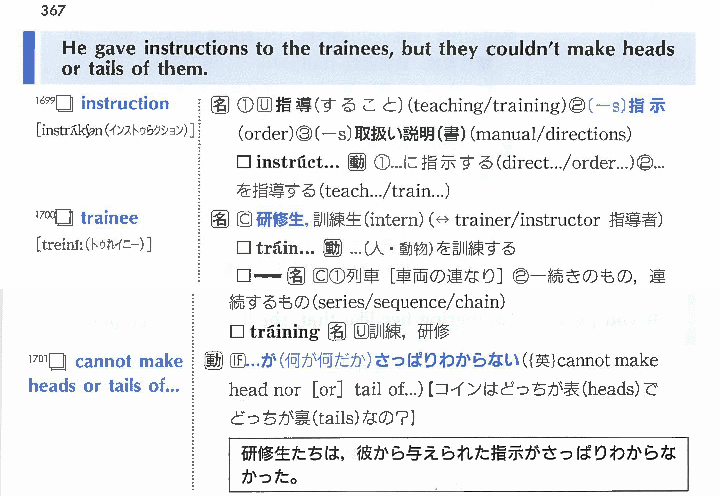 367
He gave instructions to the trainees, but they couldn't make heads
or tails of them.
1699 instruction
[instrʌ́kʃən(インストゥらクション)]
名 ①Ⓤ指導(すること)(teaching/training)②(―s)指示
(order)③(―s)取扱い説明(書)(manual/directions)
□ instrúct... 動 ①...に指示する(direct.../order...)②...
を指導する(teach.../train...)
1700 trainee
[treiní:(トゥれイニー)]
名 Ⓒ研修生, 訓練生(intern)(↔ trainer/instructor 指導者)
□ tráin... 動 ...(人・動物)を訓練する
□━ 名 Ⓒ①列車 [車両の連なり] ②一続きのもの, 連
続するもの(series/sequence/chain)
□ tráining 名 Ⓤ訓練, 研修
1701 cannot make
heads or tails of...
動 Ⓕ...が(何が何だか)さっぱりわからない({英}cannot make
head nor [or] tail of...)【コインはどっちが表(heads)で
どっちが裏(tails)なの?】
研修生たちは, 彼から与えられた指示がさっぱりわからな
かった。